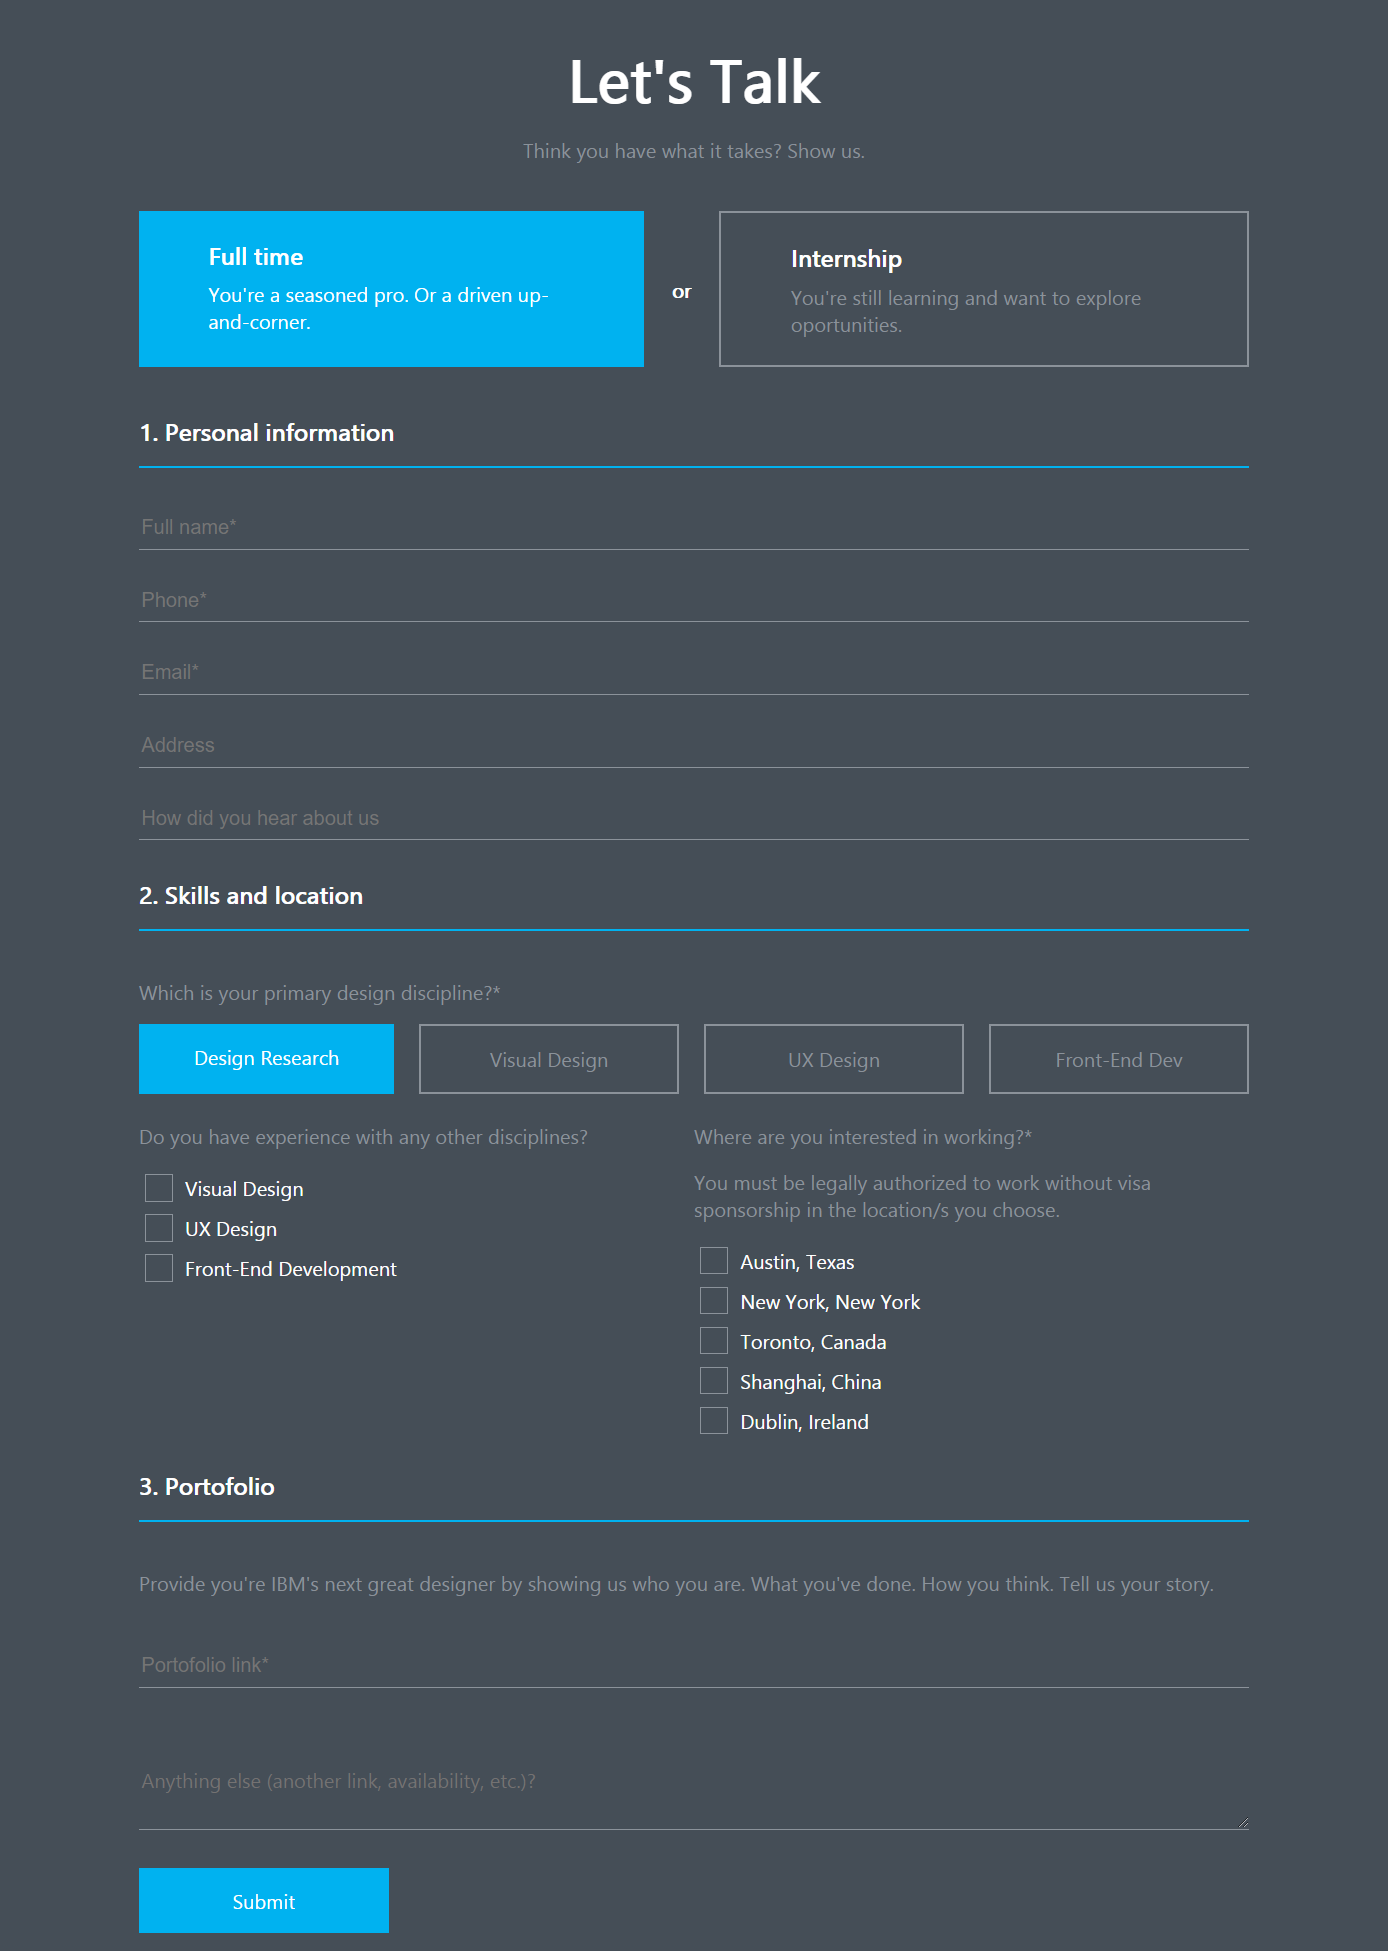 Let's Talk
Think you have what it takes? Show us.
Full time
You're a seasoned pro. Or a driven up-
and-corner.
or
Internship
You're still learning and want to explore
oportunities.
1. Personal information
Full name*
Phone*
Email*
Address
How did you hear about us
2. Skills and location
Which is your primary design discipline?*
Design Research
Visual Design
UX Design
Front-End Dev
Do you have experience with any other disciplines?
Visual Design
UX Design
Front-End Development
Where are you interested in working?*
You must be legally authorized to work without visa
sponsorship in the location/s you choose.
Austin, Texas
New York, New York
Toronto, Canada
Shanghai, China
Dublin, Ireland
3. Portofolio
Provide you're IBM's next great designer by showing us who you are. What you've done. How you think. Tell us your story.
Portofolio link*
Anything else (another link, availability, etc.)?
Submit